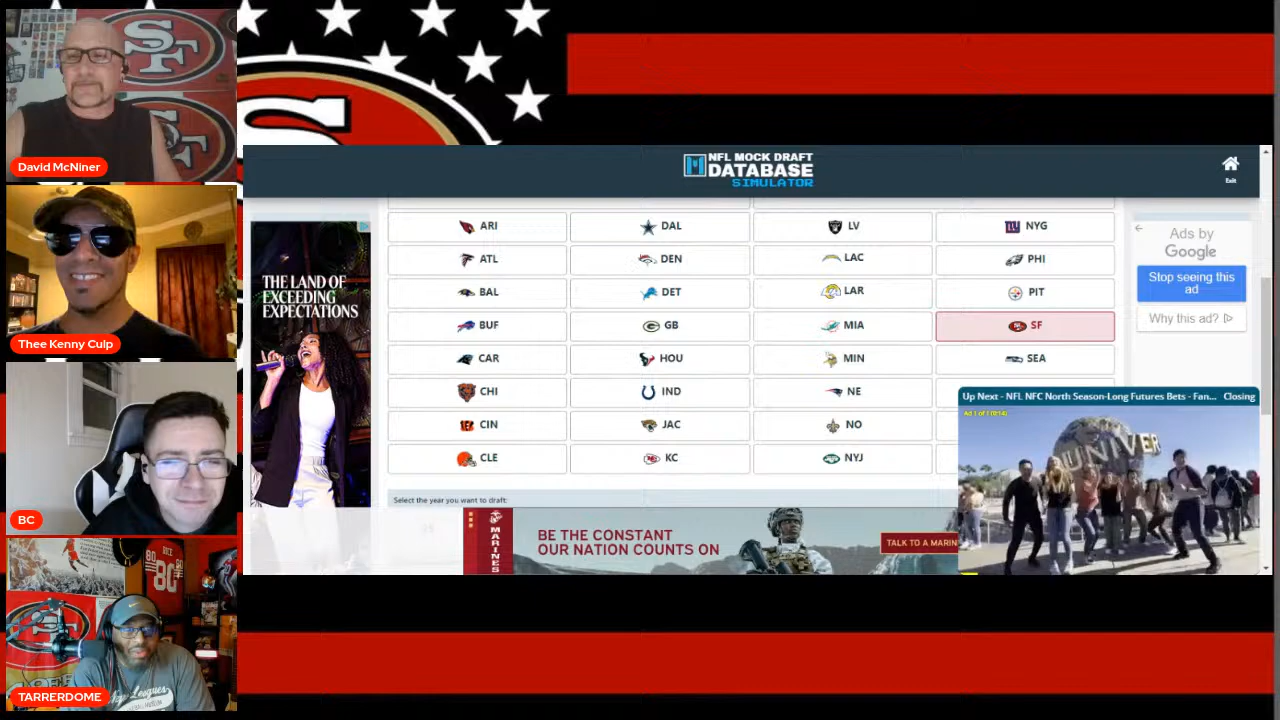 David McNiner
Thee Kenny Culp
BC
TARRERDOME
SF
80
NFL MOCK DRAFT
DATABASE
SIMULATOR
Exit
ARI
DAL
LV
NYG
ATL
DEN
LAC
PHI
BAL
DET
LAR
PIT
BUF
GB
MIA
SF
CAR
HOU
MIN
SEA
CHI
IND
NE
CIN
JAC
NO
CLE
KC
NYJ
Select the year you want to draft:
THE LAND OF
EXCEEDING
EXPECTATIONS
Ads by
Google
Stop seeing this
ad
Why this ad?
Up Next - NFL NFC North Season-Long Futures Bets - Fan... Closing
UNIVER
MARINES
BE THE CONSTANT
OUR NATION COUNTS ON
TALK TO A MARIN